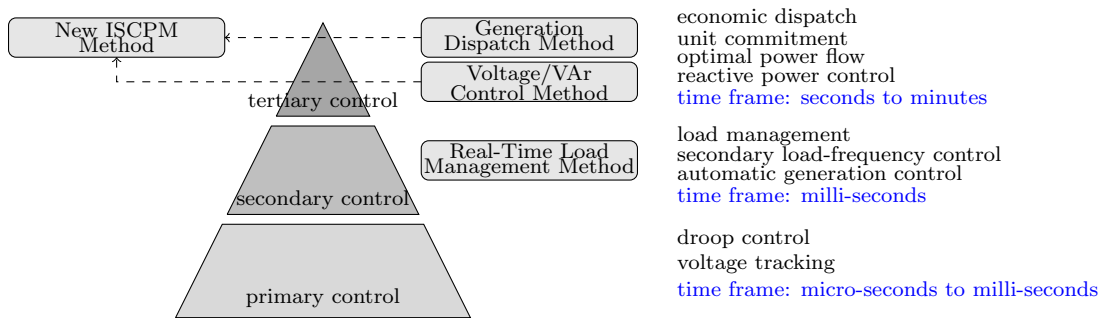 New ISCPM
Method
Generation
Dispatch Method
Voltage/VAr
Control Method
tertiary control
economic dispatch
unit commitment
optimal power flow
reactive power control
time frame: seconds to minutes
Real-Time Load
Management Method
secondary control
load management
secondary load-frequency control
automatic generation control
time frame: milli-seconds
primary control
droop control
voltage tracking
time frame: micro-seconds to milli-seconds